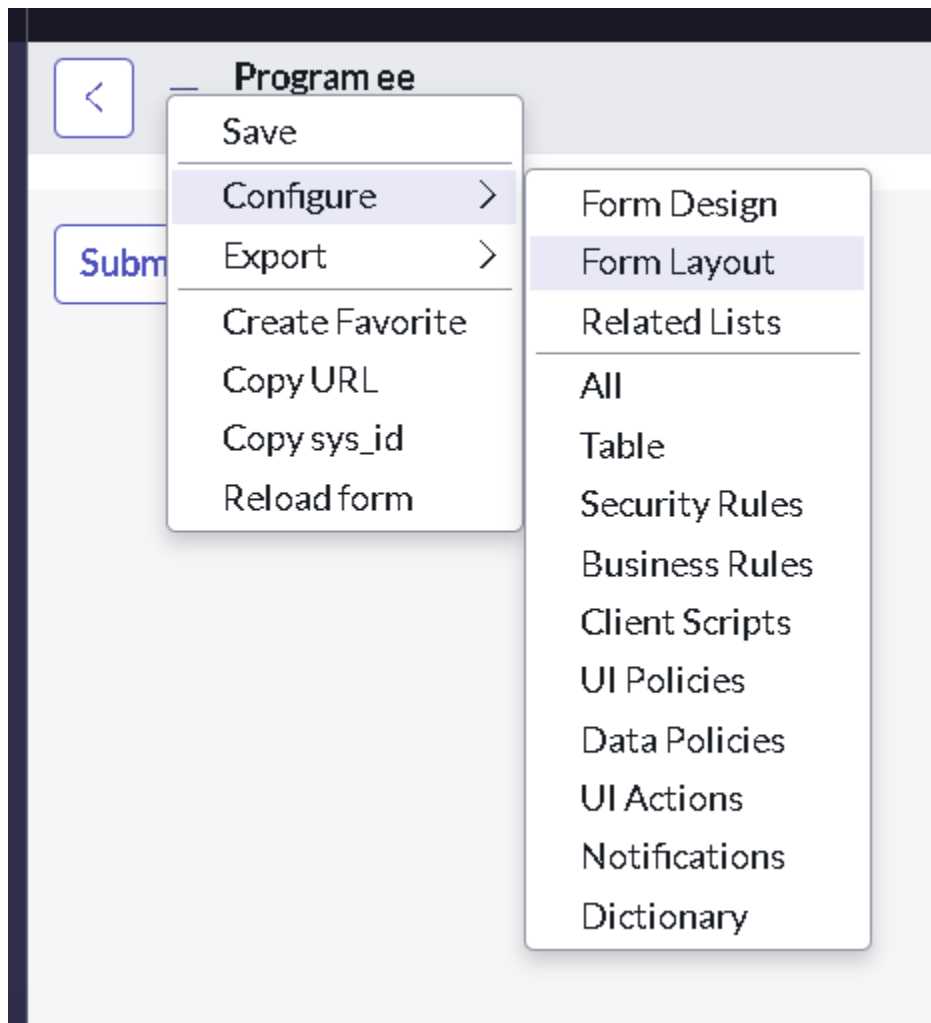 Program ee
Save
Configure
Export
Create Favorite
Copy URL
Copy sys_id
Reload form
Form Design
Form Layout
Related Lists
All
Table
Security Rules
Business Rules
Client Scripts
UI Policies
Data Policies
UI Actions
Notifications
Dictionary